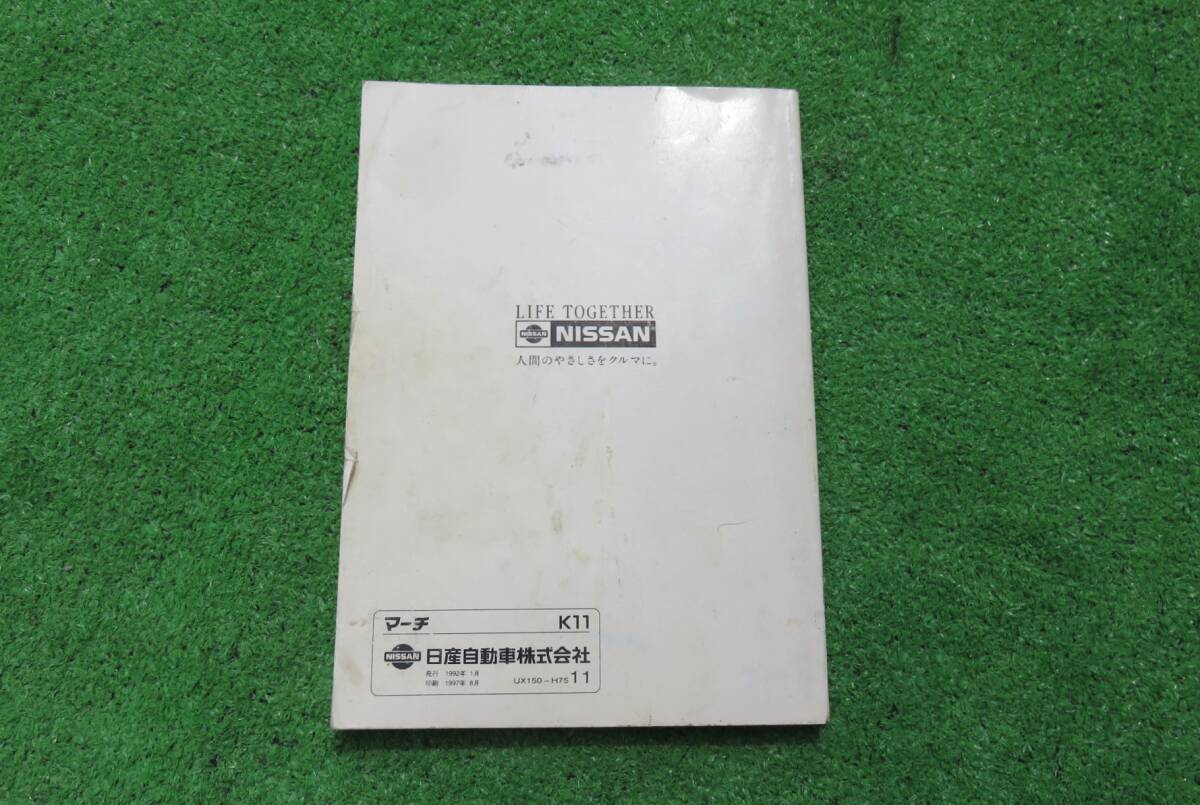 LIFE TOGETHER
NISSAN NISSAN
人間のやさしさをクルマに。
マーチ K11
NISSAN 日産自動車株式会社
発行 1992年 1月
印刷 1997年 8月 UX150-H7511